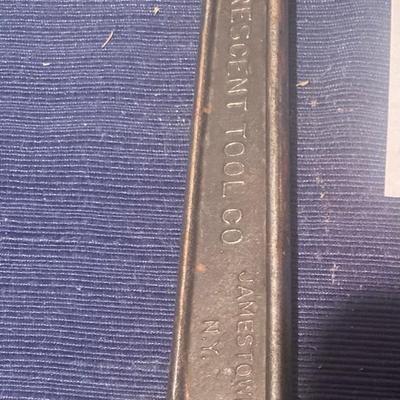 RESCENT TOOL CO
JAMESTOW
N.Y.